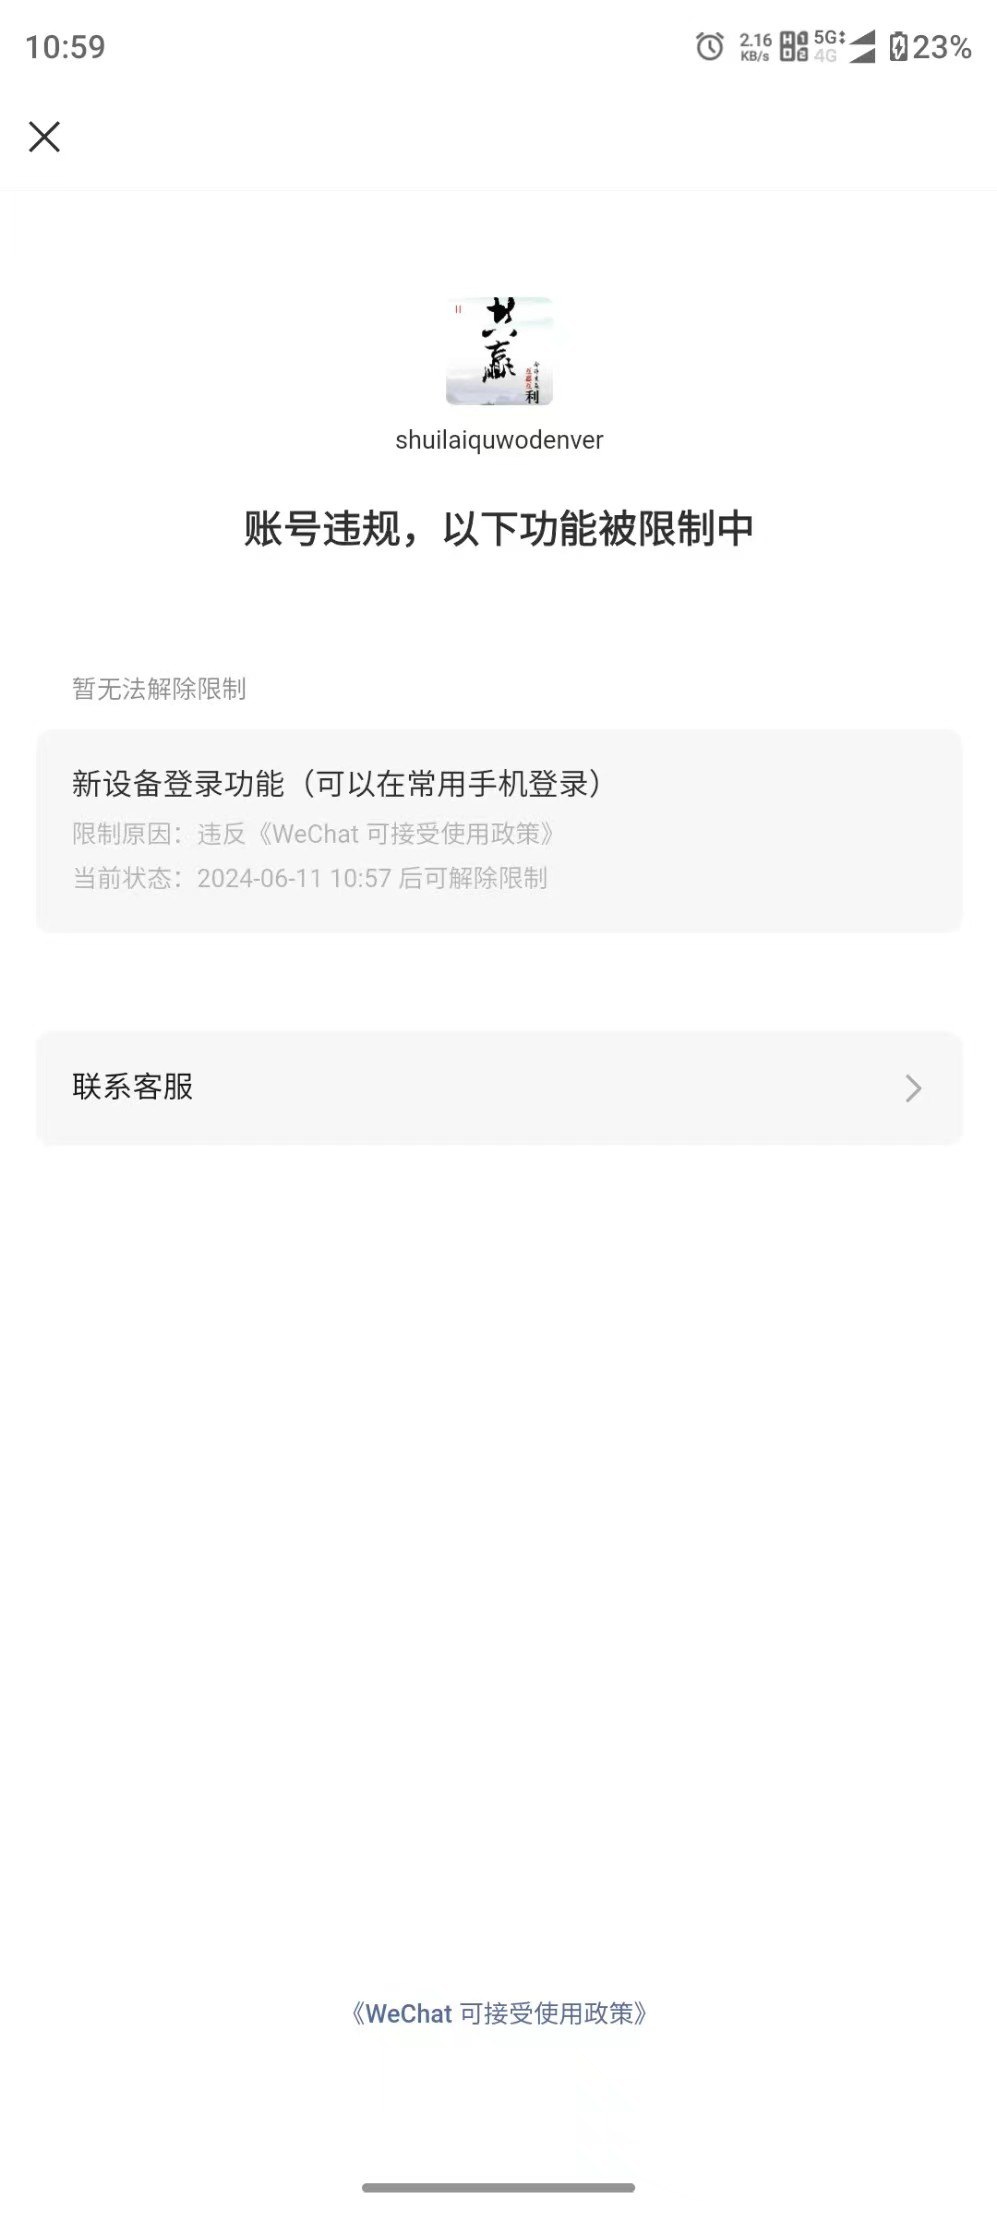 10:59
2.16 KB/s 5G 4G 23%
共赢
利
shuilaiquwodenver
账号违规，以下功能被限制中
暂无法解除限制
新设备登录功能（可以在常用手机登录）
限制原因：违反《WeChat 可接受使用政策》
当前状态：2024-06-11 10:57 后可解除限制
联系客服
《WeChat 可接受使用政策》